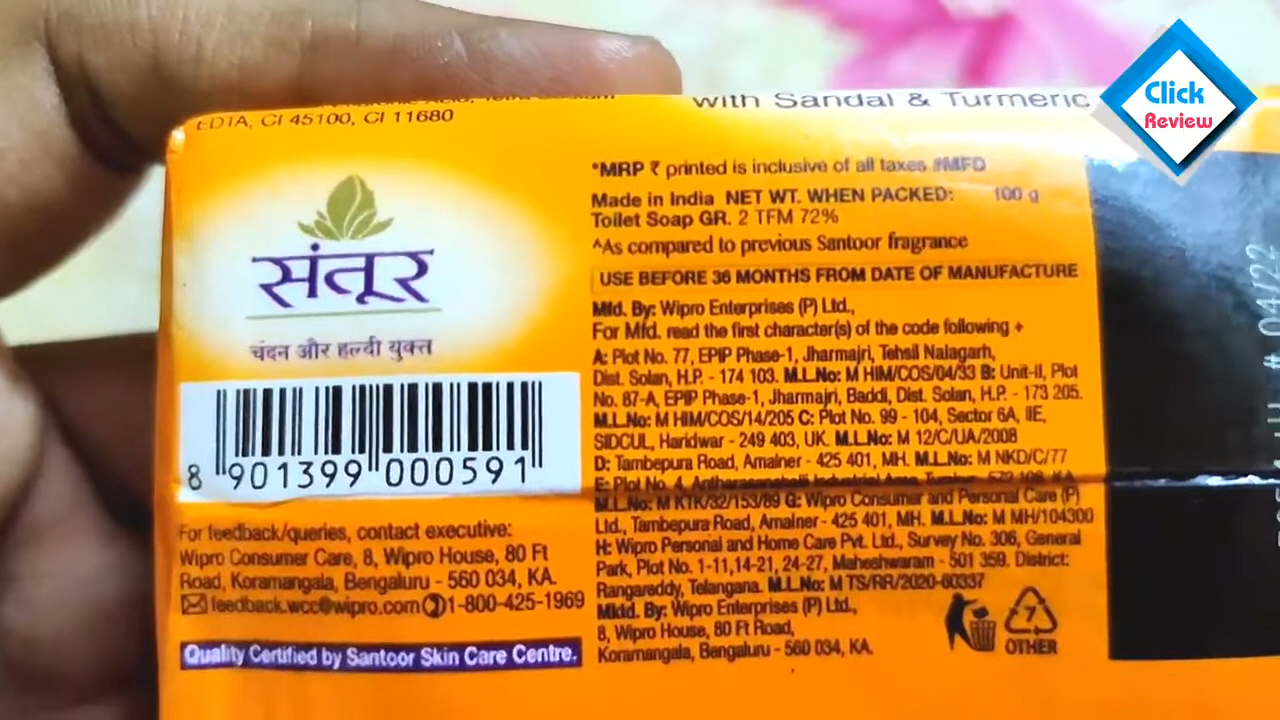 EDTA, CI 45100, CI 11680
with Sandal & Turmeric
Click
Review
संतूर
चंदन और हल्दी युक्त
8 901399 000591
For feedback/queries, contact executive:
Wipro Consumer Care, 8, Wipro House, 80 Ft
Road, Koramangala, Bengaluru - 560 034, KA.
feedback.wcc@wipro.com 1-800-425-1969
Quality Certified by Santoor Skin Care Centre.
*MRP ₹ printed is inclusive of all taxes #MFD
Made in India NET WT. WHEN PACKED: 100 g
Toilet Soap GR. 2 TFM 72%
^As compared to previous Santoor fragrance
USE BEFORE 36 MONTHS FROM DATE OF MANUFACTURE
Mfd. By: Wipro Enterprises (P) Ltd.,
For Mfd. read the first character(s) of the code following +
A: Plot No. 77, EPIP Phase-1, Jharmajri, Tehsil Nalagarh,
Dist. Solan, H.P. - 174 103. M.L.No: M HIM/COS/04/33 B: Unit-II, Plot
No. 87-A, EPIP Phase-1, Jharmajri, Baddi, Dist. Solan, H.P. - 173 205.
M.L.No: M HIM/COS/14/205 C: Plot No. 99 - 104, Sector 6A, IIE,
SIDCUL, Haridwar - 249 403, UK. M.L.No: M 12/C/UA/2008
D: Tambepura Road, Amalner - 425 401, MH. M.L.No: M NKD/C/77
E: Plot No. 4, Industrial Area,
M.L.No: M KTK/32/153/89 G: Wipro Consumer and Personal Care (P)
Ltd., Tambepura Road, Amalner - 425 401, MH. M.L.No: M MH/104300
H: Wipro Personal and Home Care Pvt. Ltd., Survey No. 306, General
Park, Plot No. 1-11,14-21, 24-27, Maheshwaram - 501 359. District:
Rangareddy, Telangana. M.L.No: M TS/RR/2020-60337
Mktd. By: Wipro Enterprises (P) Ltd.,
8, Wipro House, 80 Ft Road,
Koramangala, Bengaluru - 560 034, KA.
7
OTHER
# 04/22